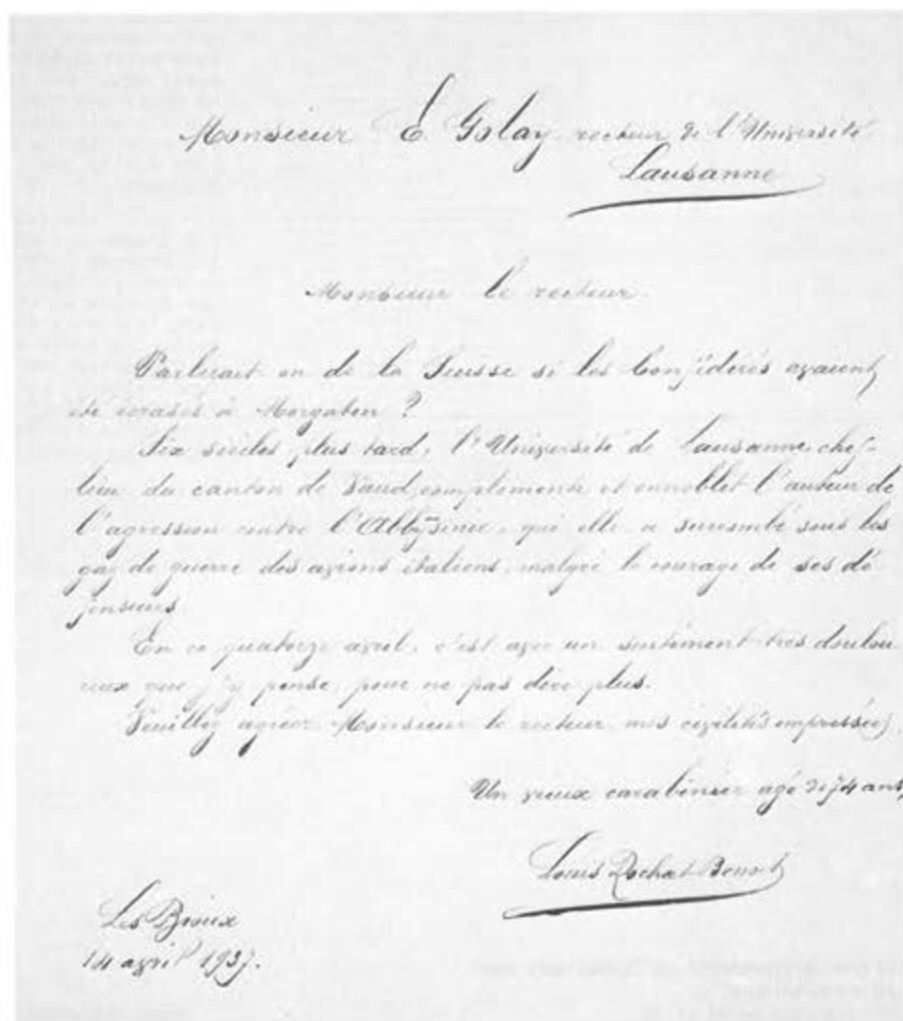 Monsieur E. Golay, recteur de l'Université
Lausanne
Monsieur le recteur.
Parlerait on de la Suisse si les Confédérés avaient
été écrasés à Morgaten ?
Six siècles plus tard, l'Université de Lausanne, chef-
lieu du canton de Vaud, complimente et ennoblit l'auteur de
l'agression contre l'Abbysinie, qui elle a succombé sous les
gaz de guerre des avions italiens, malgré le courage de ses dé
fenseurs.
En ce quatorze avril, c'est avec un sentiment très doulou
reux que j'y pense, pour ne pas dire plus.
Veuillez agréer, Monsieur le recteur, mes civilités empressées.
Un vieux carabinier agé de 74 ans,
Louis Rochat-Benoit
Les Bioux
14 avril 1937.